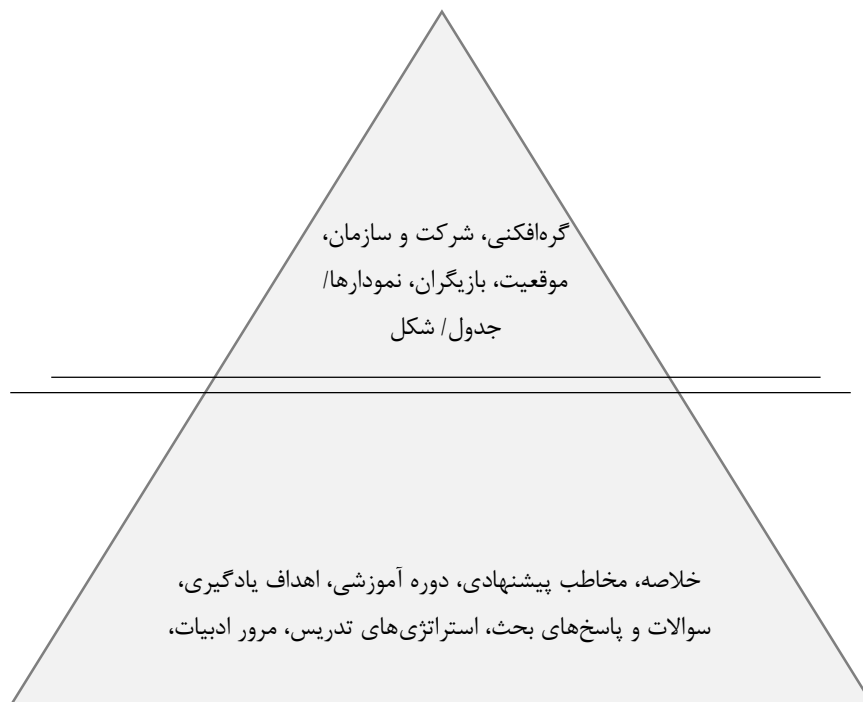 گره‌افکنی، شرکت و سازمان،
موقعیت، بازیگران، نمودارها/
جدول/ شکل
خلاصه، مخاطب پیشنهادی، دوره آموزشی، اهداف یادگیری،
سوالات و پاسخ‌های بحث، استراتژی‌های تدریس، مرور ادبیات،